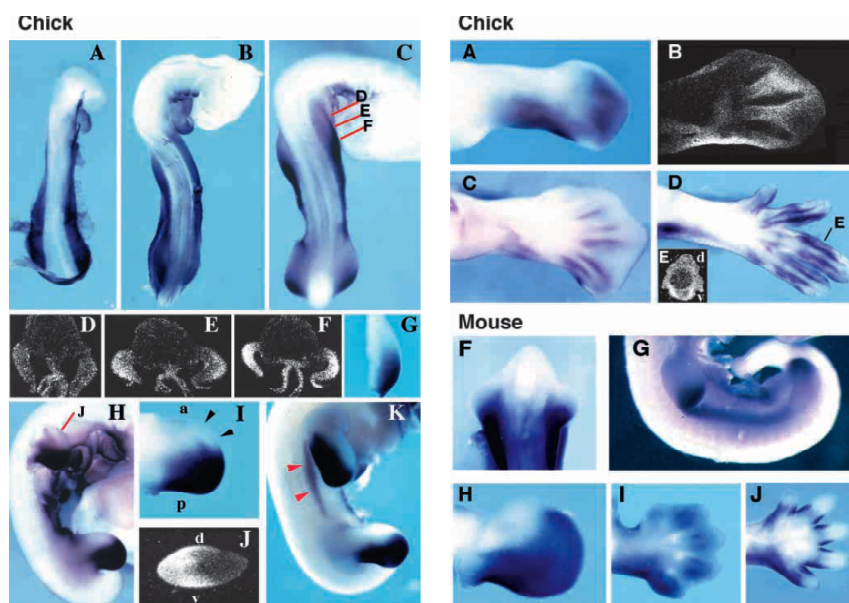 Chick
A B C
D
E
F
D E F G
H J a I K
p
d J
v
Chick
A B
C D
E
E d
v
Mouse
F G
H I J